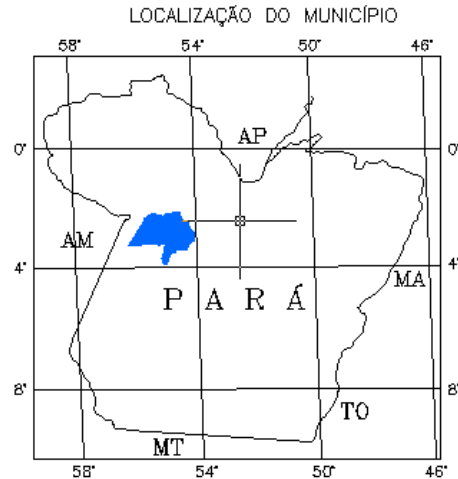 LOCALIZAÇÃO DO MUNICÍPIO
58° 54° 50° 46°
AP
0° 0°
AM
4° 4°
MA
P A R Á
8° 8°
TO
MT
58° 54° 50° 46°